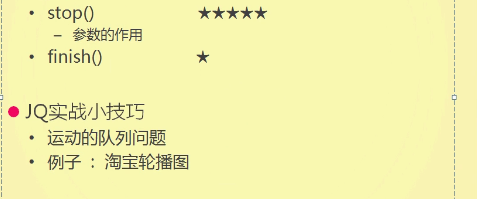 • stop() ★★★★★
– 参数的作用
• finish() ★
● JQ实战小技巧
• 运动的队列问题
• 例子 : 淘宝轮播图